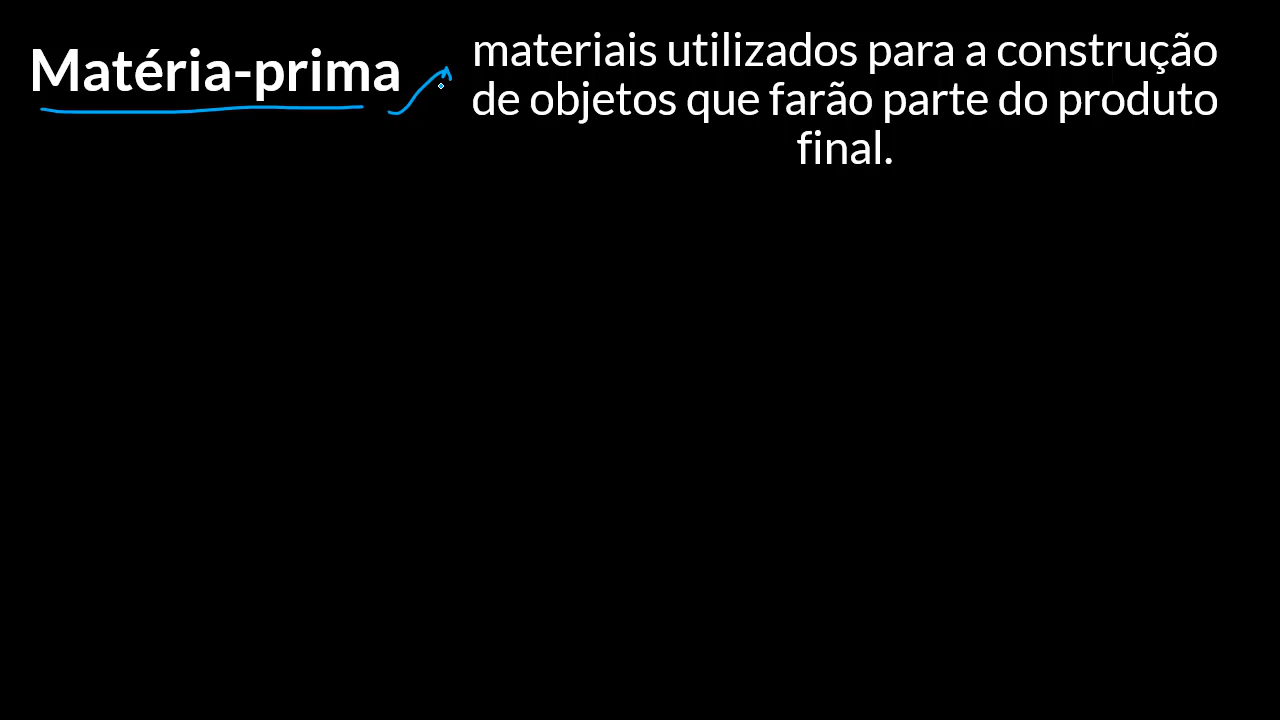 Matéria-prima
materiais utilizados para a construção
de objetos que farão parte do produto
final.